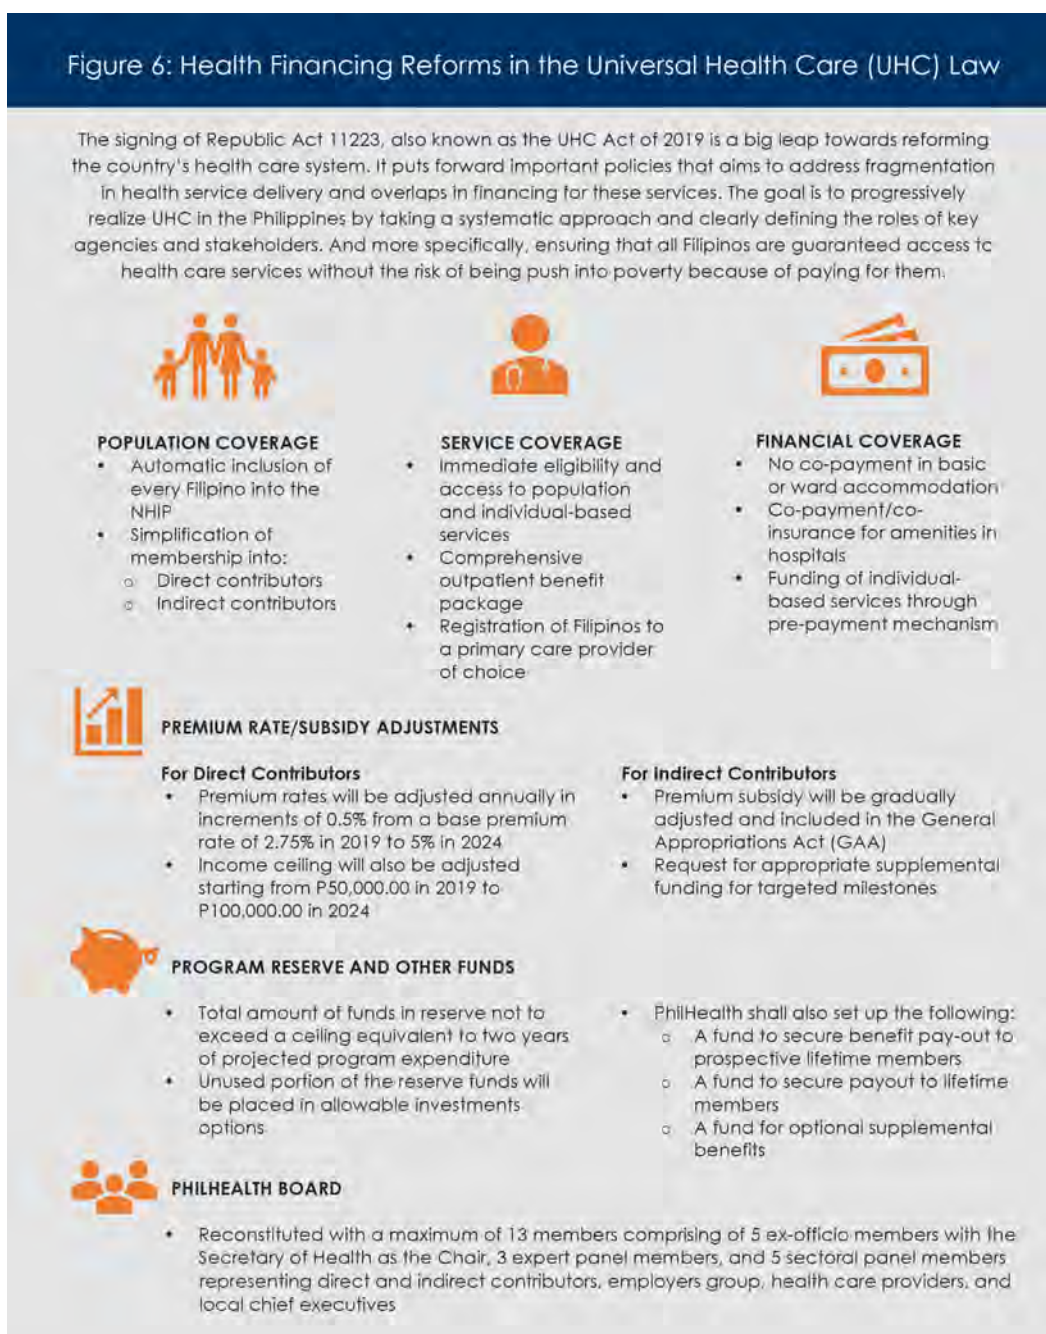 Figure 6: Health Financing Reforms in the Universal Health Care (UHC) Law
The signing of Republic Act 11223, also known as the UHC Act of 2019 is a big leap towards reforming
the country's health care system. It puts forward important policies that aims to address fragmentation
in health service delivery and overlaps in financing for these services. The goal is to progressively
realize UHC in the Philippines by taking a systematic approach and clearly defining the roles of key
agencies and stakeholders. And more specifically, ensuring that all Filipinos are guaranteed access to
health care services without the risk of being push into poverty because of paying for them.
POPULATION COVERAGE
• Automatic inclusion of
every Filipino into the
NHIP
• Simplification of
membership into:
o Direct contributors
o Indirect contributors
SERVICE COVERAGE
• Immediate eligibility and
access to population
and individual-based
services
• Comprehensive
outpatient benefit
package
• Registration of Filipinos to
a primary care provider
of choice
FINANCIAL COVERAGE
• No co-payment in basic
or ward accommodation
• Co-payment/co-
insurance for amenities in
hospitals
• Funding of individual-
based services through
pre-payment mechanism
PREMIUM RATE/SUBSIDY ADJUSTMENTS
For Direct Contributors
• Premium rates will be adjusted annually in
increments of 0.5% from a base premium
rate of 2.75% in 2019 to 5% in 2024
• Income ceiling will also be adjusted
starting from P50,000.00 in 2019 to
P100,000.00 in 2024
For Indirect Contributors
• Premium subsidy will be gradually
adjusted and included in the General
Appropriations Act (GAA)
• Request for appropriate supplemental
funding for targeted milestones
PROGRAM RESERVE AND OTHER FUNDS
• Total amount of funds in reserve not to
exceed a ceiling equivalent to two years
of projected program expenditure
• Unused portion of the reserve funds will
be placed in allowable investments
options
• PhilHealth shall also set up the following:
o A fund to secure benefit pay-out to
prospective lifetime members
o A fund to secure payout to lifetime
members
o A fund for optional supplemental
benefits
PHILHEALTH BOARD
• Reconstituted with a maximum of 13 members comprising of 5 ex-officio members with the
Secretary of Health as the Chair, 3 expert panel members, and 5 sectoral panel members
representing direct and indirect contributors, employers group, health care providers, and
local chief executives